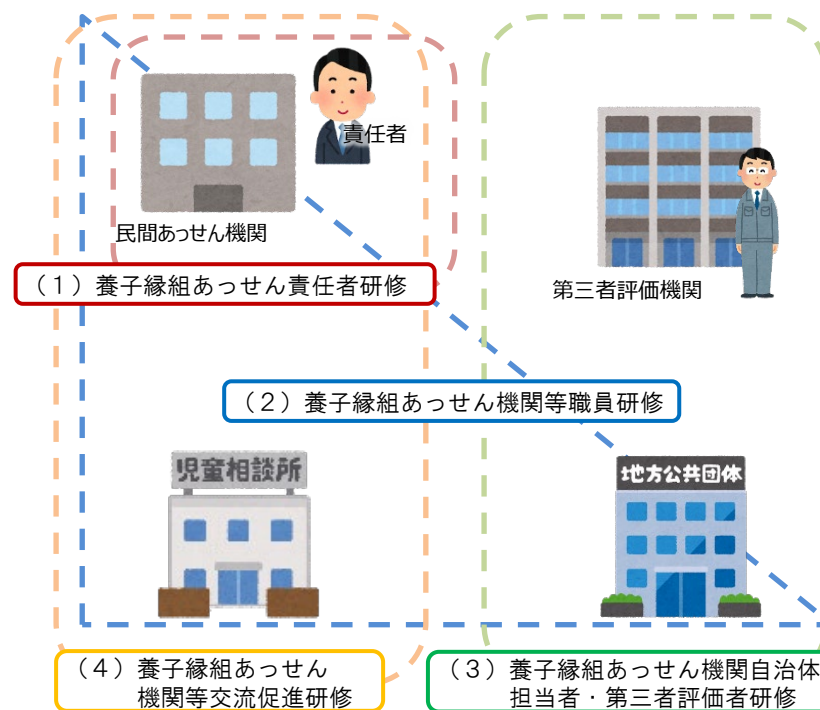 責任者
民間あっせん機関
（１）養子縁組あっせん責任者研修
第三者評価機関
（２）養子縁組あっせん機関等職員研修
児童相談所
地方公共団体
（４）養子縁組あっせん
機関等交流促進研修
（３）養子縁組あっせん機関自治体
担当者・第三者評価者研修